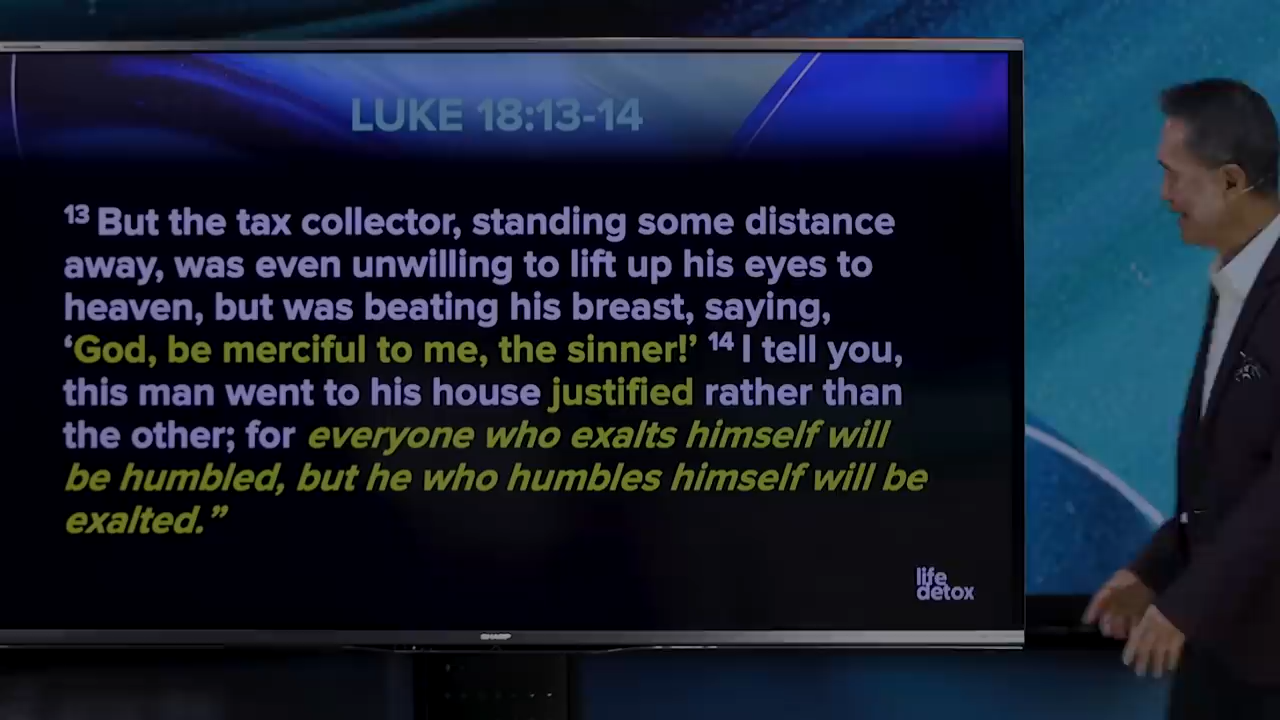 LUKE 18:13-14
¹³ But the tax collector, standing some distance
away, was even unwilling to lift up his eyes to
heaven, but was beating his breast, saying,
‘God, be merciful to me, the sinner!’ ¹⁴ I tell you,
this man went to his house justified rather than
the other; for everyone who exalts himself will
be humbled, but he who humbles himself will be
exalted.”
life
detox
SHARP